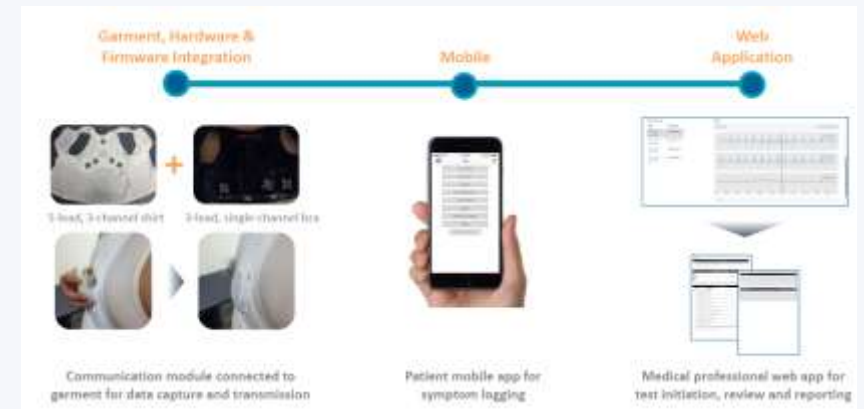 Garment, Hardware &
Firmware Integration
Mobile
Web
Application
5-lead, 3-channel shirt
3-lead, single-channel bra
Communication module connected to
garment for data capture and transmission
Patient mobile app for
symptom logging
Medical professional web app for
test initiation, review and reporting